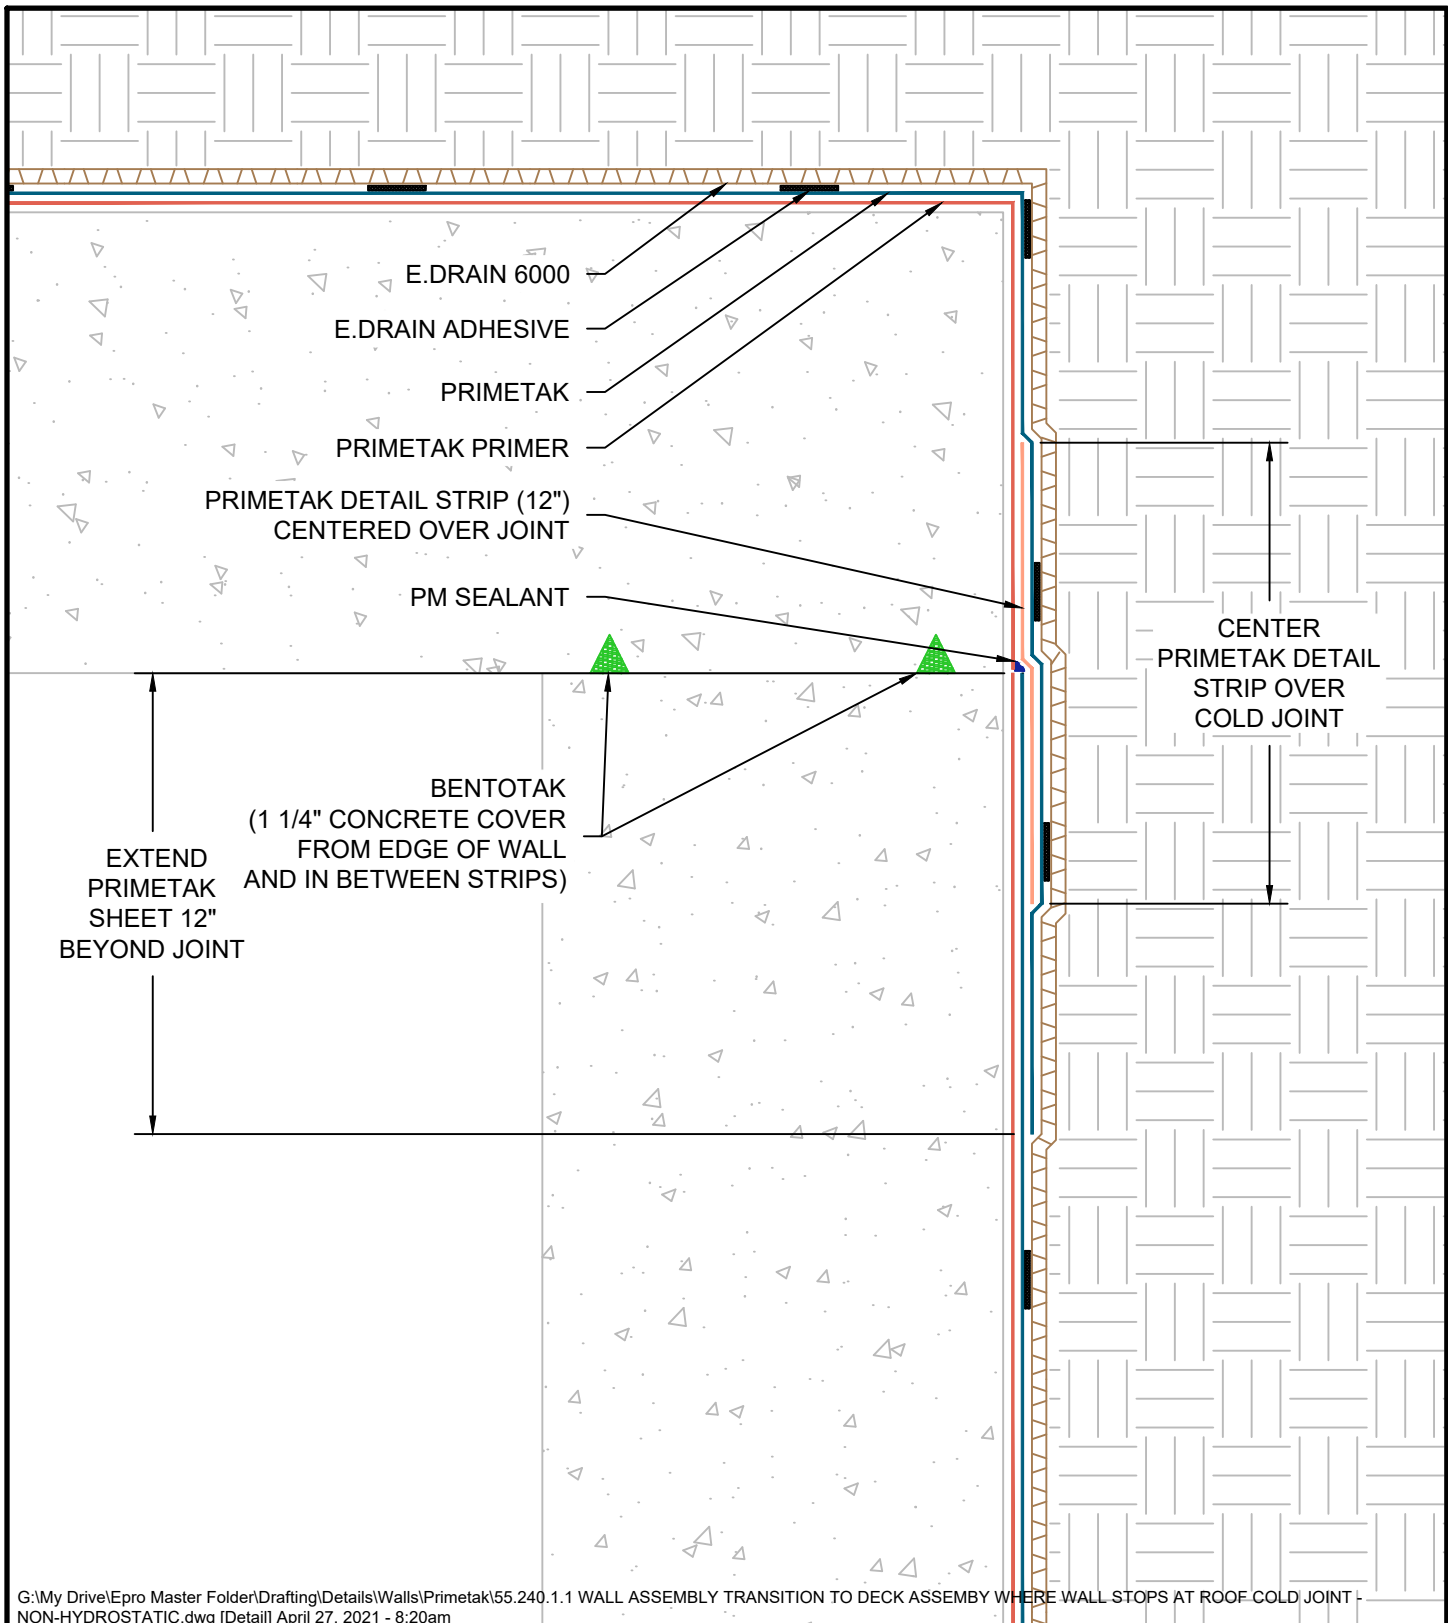 E.DRAIN 6000
E.DRAIN ADHESIVE
PRIMETAK
PRIMETAK PRIMER
PRIMETAK DETAIL STRIP (12")
CENTERED OVER JOINT
PM SEALANT
CENTER
PRIMETAK DETAIL
STRIP OVER
COLD JOINT
BENTOTAK
(1 1/4" CONCRETE COVER
FROM EDGE OF WALL
AND IN BETWEEN STRIPS)
EXTEND
PRIMETAK
SHEET 12"
BEYOND JOINT
G:\My Drive\Epro Master Folder\Drafting\Details\Walls\Primetak\55.240.1.1 WALL ASSEMBLY TRANSITION TO DECK ASSEMBY WHERE WALL STOPS AT ROOF COLD JOINT -
NON-HYDROSTATIC.dwg [Detail] April 27, 2021 - 8:20am